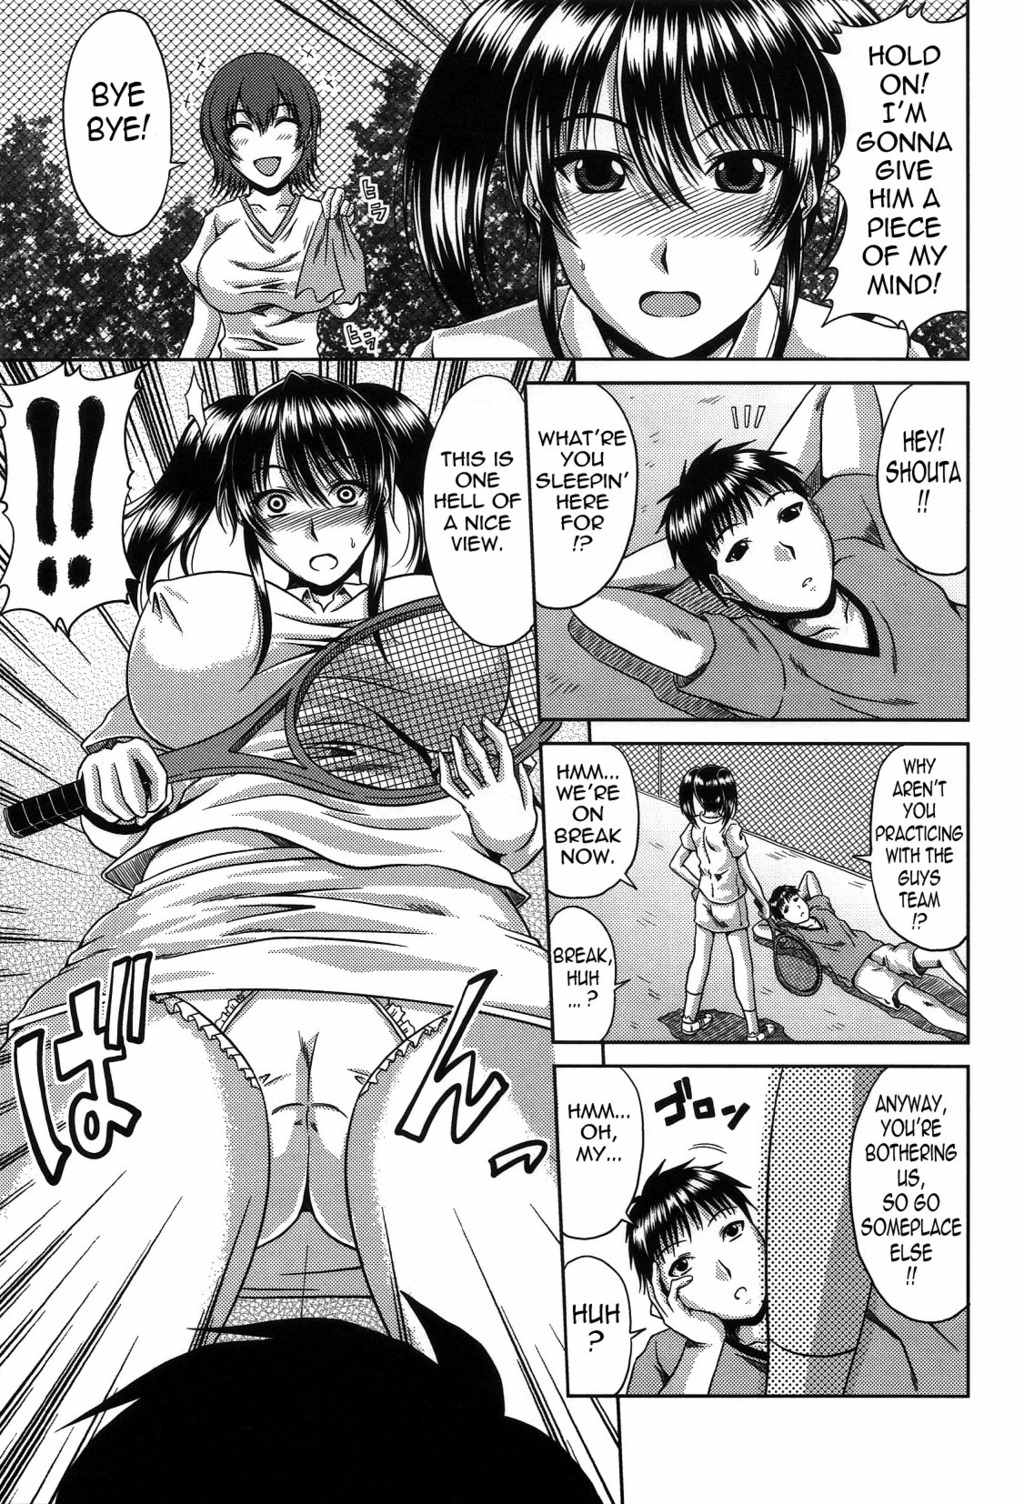 HOLD
ON!
I'M
GONNA
GIVE
HIM A
PIECE
OF MY
MIND!
BYE
BYE!
ヒラ
ヒラ
HEY!
SHOUTA
!!
WHAT'RE
YOU
SLEEPIN'
HERE
FOR
!?
WHY
AREN'T
YOU
PRACTICING
WITH THE
GUYS
TEAM
!?
HMM...
WE'RE
ON
BREAK
NOW.
BREAK,
HUH
...?
ANYWAY,
YOU'RE
BOTHERING
US,
SO GO
SOMEPLACE
ELSE
!!
ゴロン
HMM...
OH,
MY...
HUH
?
THIS IS
ONE
HELL OF
A NICE
VIEW.
!!
ばんっ